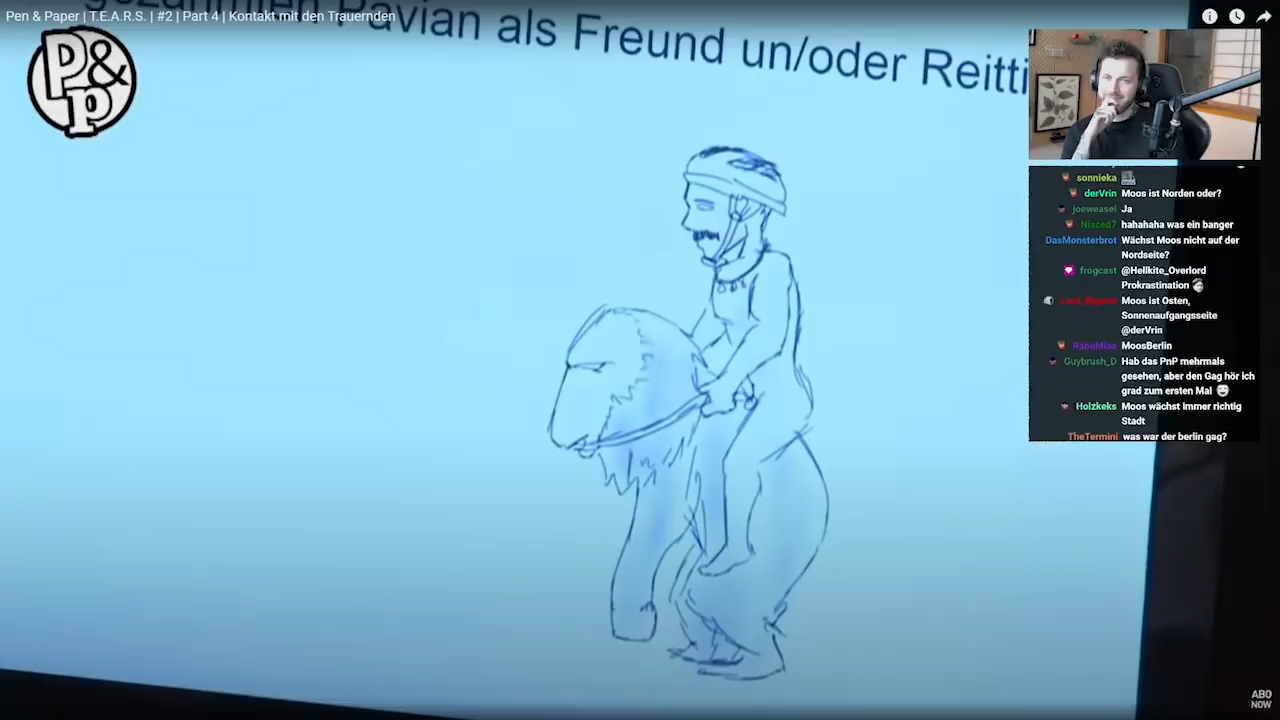 Pen & Paper | T.E.A.R.S. | #2 | Part 4 | Kontakt mit den Trauernden
P&P
Pavian als Freund un/oder Reitti
sonnieka
derVrin Moos ist Norden oder?
joeweasel Ja
Nisced7 hahahaha was ein banger
DasMonsterbrot Wächst Moos nicht auf der
Nordseite?
frogcast @Hellkite_Overlord
Prokrastination
Moos ist Osten,
Sonnenaufgangsseite
@derVrin
RaboMiaa MoosBerlin
Guybrush_D Hab das PnP mehrmals
gesehen, aber den Gag hör ich
grad zum ersten Mal
Holzkeks Moos wächst immer richtig
Stadt
TheTermini was war der berlin gag?
ABO
NOW